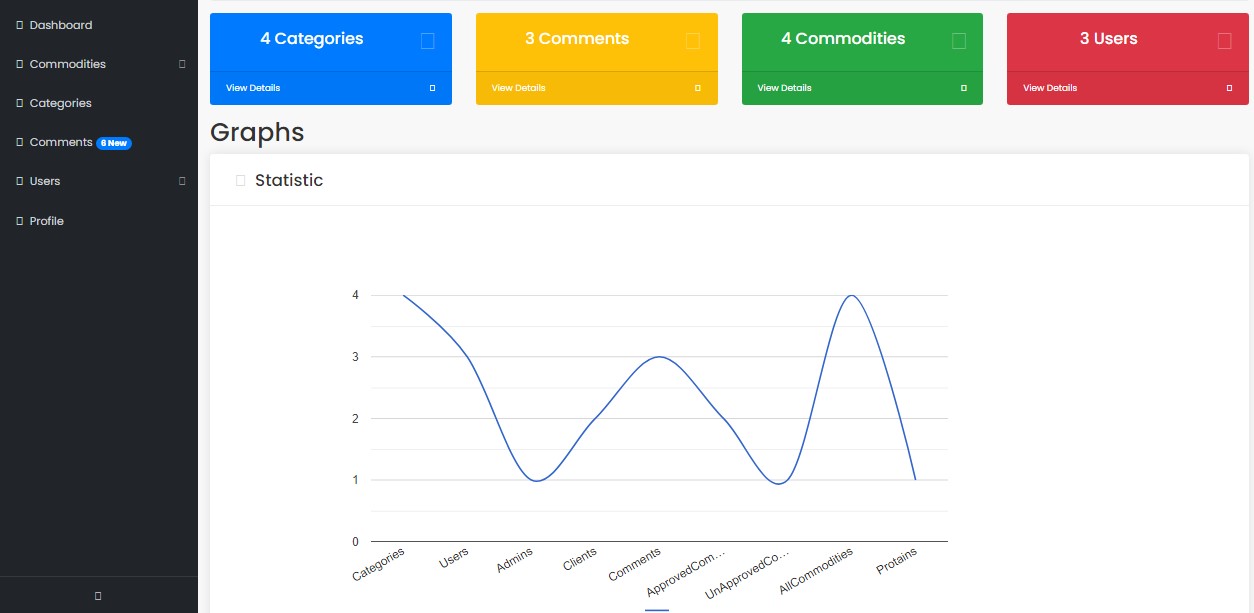 Dashboard
Commodities
Categories
Comments 6 New
Users
Profile
4 Categories
View Details
3 Comments
View Details
4 Commodities
View Details
3 Users
View Details
Graphs
Statistic
4
3
2
1
0
Categories
Users
Admins
Clients
Comments
ApprovedCom...
UnApprovedCo...
AllCommodities
Protains